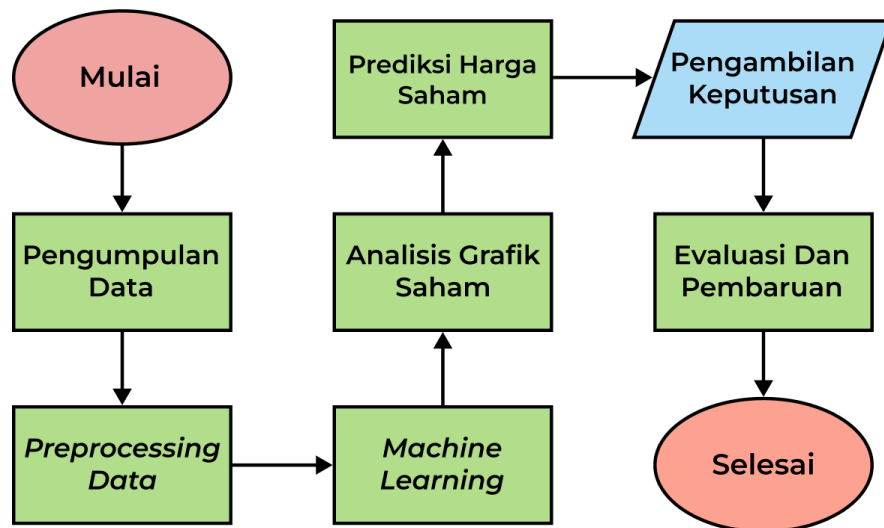 Mulai
Pengumpulan
Data
Preprocessing
Data
Machine
Learning
Analisis Grafik
Saham
Prediksi Harga
Saham
Pengambilan
Keputusan
Evaluasi Dan
Pembaruan
Selesai